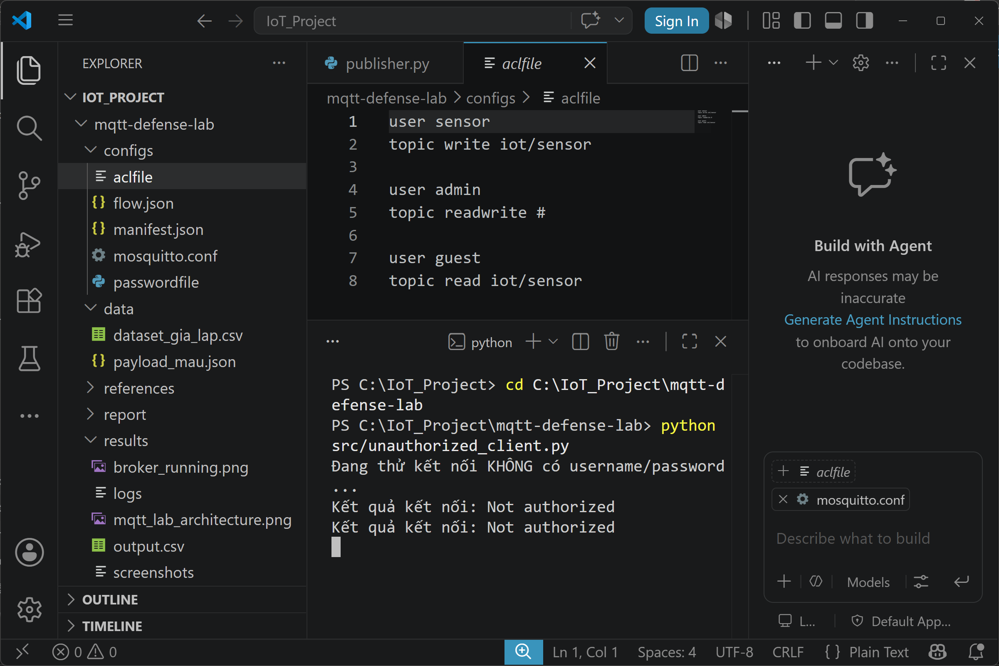 IoT_Project
Sign In
EXPLORER
IOT_PROJECT
mqtt-defense-lab
configs
aclfile
flow.json
manifest.json
mosquitto.conf
passwordfile
data
dataset_gia_lap.csv
payload_mau.json
references
report
results
broker_running.png
logs
mqtt_lab_architecture.png
output.csv
screenshots
OUTLINE
TIMELINE
publisher.py
aclfile
mqtt-defense-lab > configs > aclfile
1 user sensor
2 topic write iot/sensor
3
4 user admin
5 topic readwrite #
6
7 user guest
8 topic read iot/sensor
python
PS C:\IoT_Project> cd C:\IoT_Project\mqtt-d
efense-lab
PS C:\IoT_Project\mqtt-defense-lab> python
src/unauthorized_client.py
Đang thử kết nối KHÔNG có username/password
...
Kết quả kết nối: Not authorized
Kết quả kết nối: Not authorized
Build with Agent
AI responses may be
inaccurate
Generate Agent Instructions
to onboard AI onto your
codebase.
aclfile
mosquitto.conf
Describe what to build
Models
L...
Default App...
0 0
Ln 1, Col 1
Spaces: 4
UTF-8
CRLF
{ } Plain Text